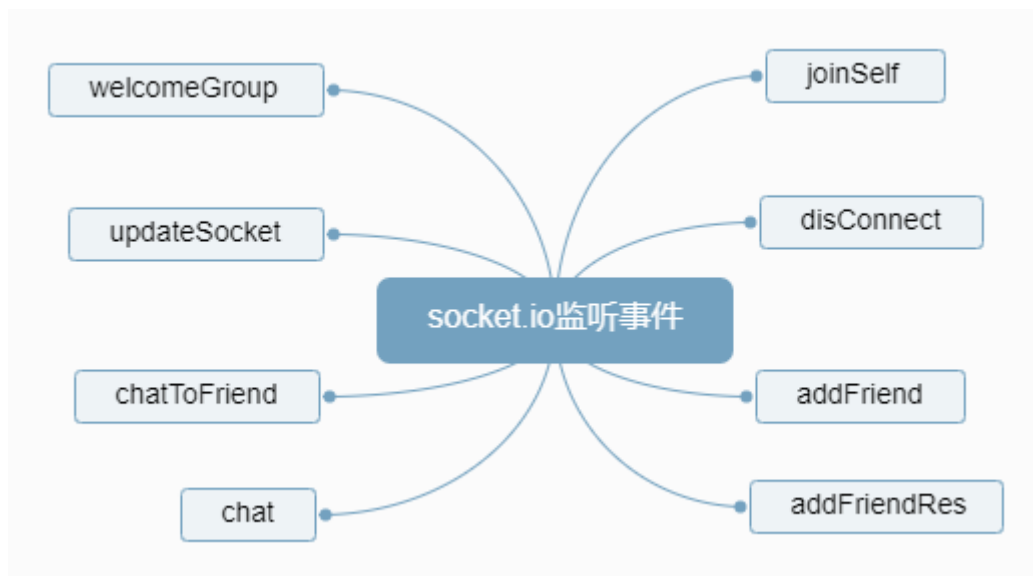 welcomeGroup
joinSelf
updateSocket
disConnect
socket.io监听事件
chatToFriend
addFriend
chat
addFriendRes